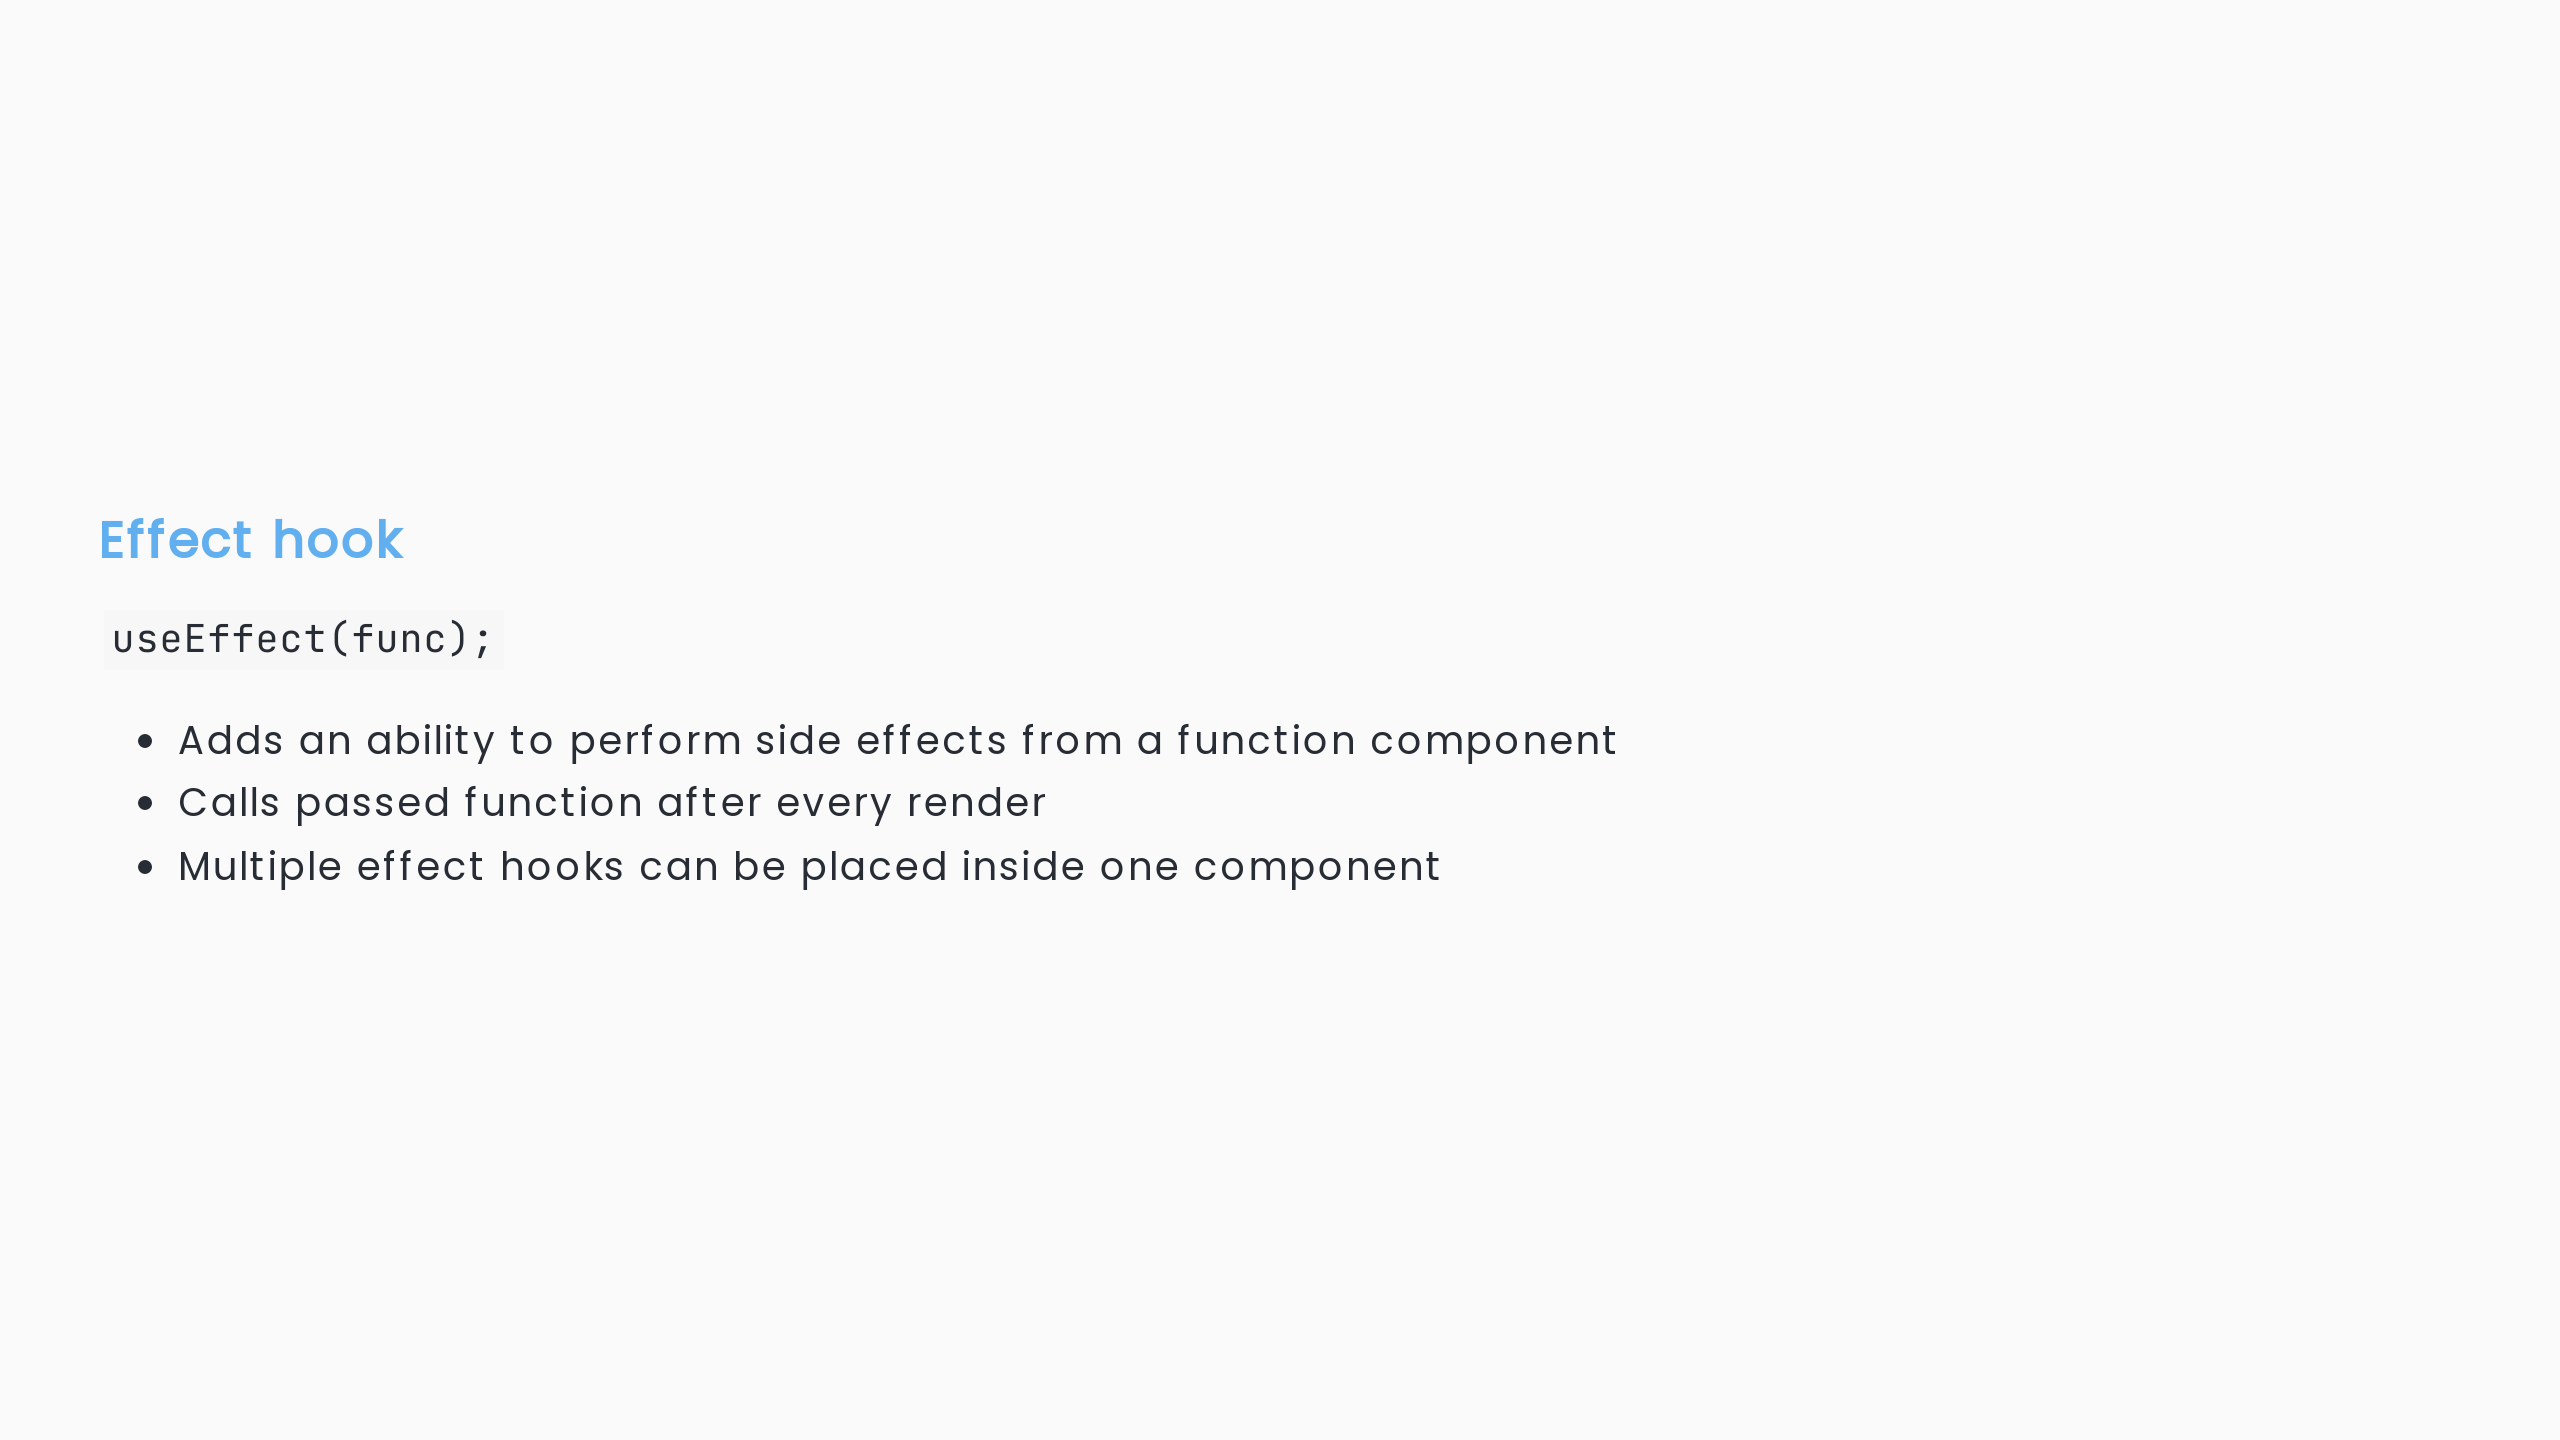 Effect hook
useEffect(func);
• Adds an ability to perform side effects from a function component
• Calls passed function after every render
• Multiple effect hooks can be placed inside one component